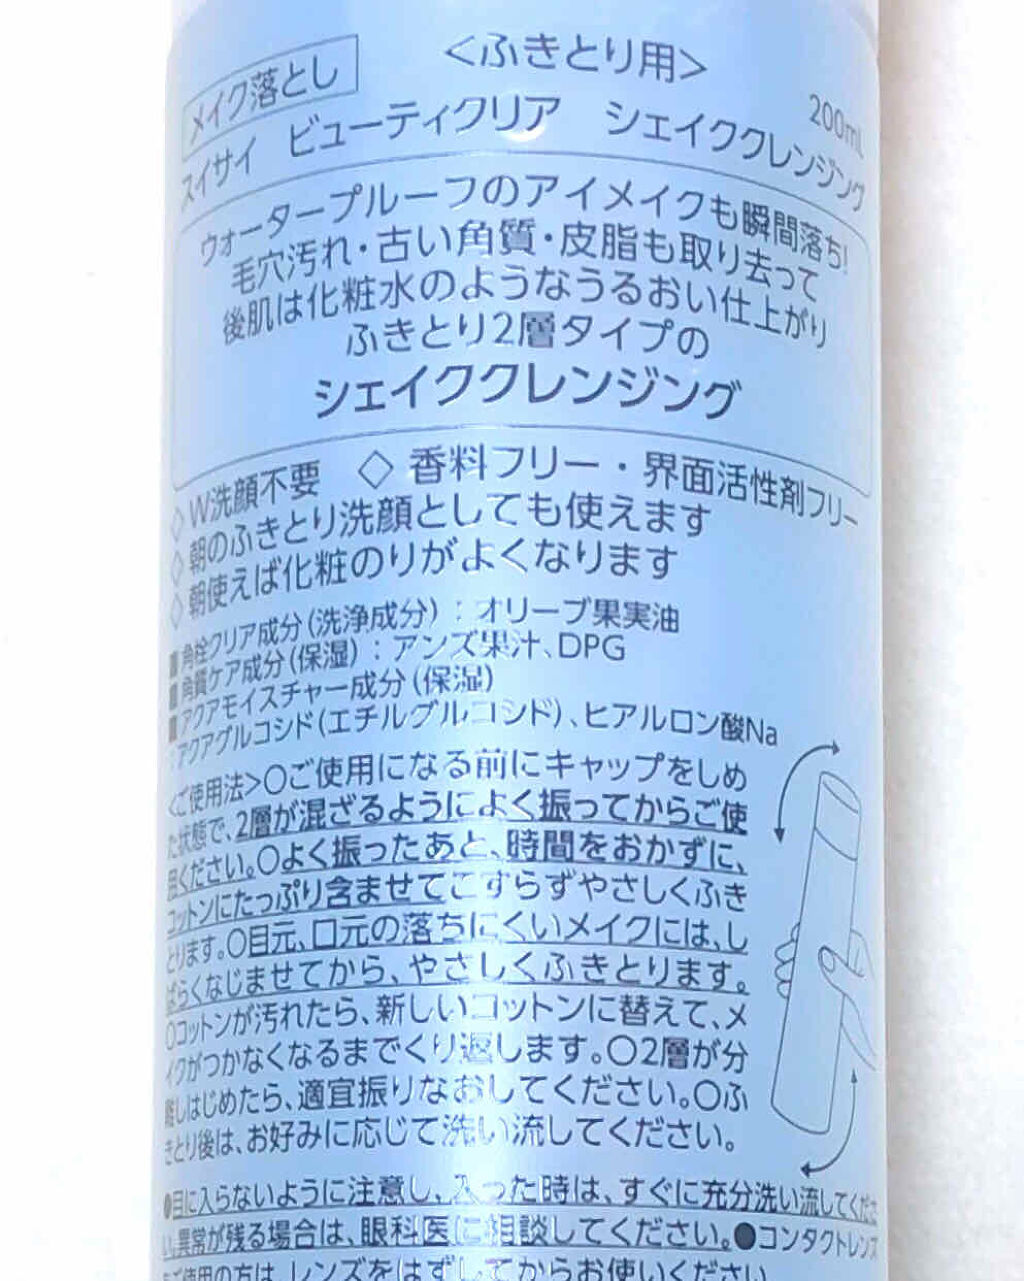 <ふきとり用>
メイク落とし
200mL
スイサイ ビューティクリア シェイククレンジング
ウォータープルーフのアイメイクも瞬間落ち!
毛穴汚れ・古い角質・皮脂も取り去って
後肌は化粧水のようなうるおい仕上がり
ふきとり2層タイプの
シェイククレンジング
◇W洗顔不要 ◇香料フリー・界面活性剤フリー
◇朝のふきとり洗顔としても使えます
◇朝使えば化粧のりがよくなります
■角栓クリア成分(洗浄成分):オリーブ果実油
■角質ケア成分(保湿):アンズ果汁、DPG
■アクアモイスチャー成分(保湿)
:アクアグルコシド(エチルグルコシド)、ヒアルロン酸Na
<ご使用法>○ご使用になる前にキャップをしめ
た状態で、2層が混ざるようによく振ってからご使
用ください。○よく振ったあと、時間をおかずに、
コットンにたっぷり含ませてこすらずやさしくふき
とります。○目元、口元の落ちにくいメイクには、し
ばらくなじませてから、やさしくふきとります。
○コットンが汚れたら、新しいコットンに替えて、メ
イクがつかなくなるまでくり返します。○2層が分
離しはじめたら、適宜振りなおしてください。○ふ
きとり後は、お好みに応じて洗い流してください。
●目に入らないように注意し、入った時は、すぐに充分洗い流してくださ
い。異常が残る場合は、眼科医に相談してください。●コンタクトレンズ
をご使用の方は、レンズをはずしてからお使いください。